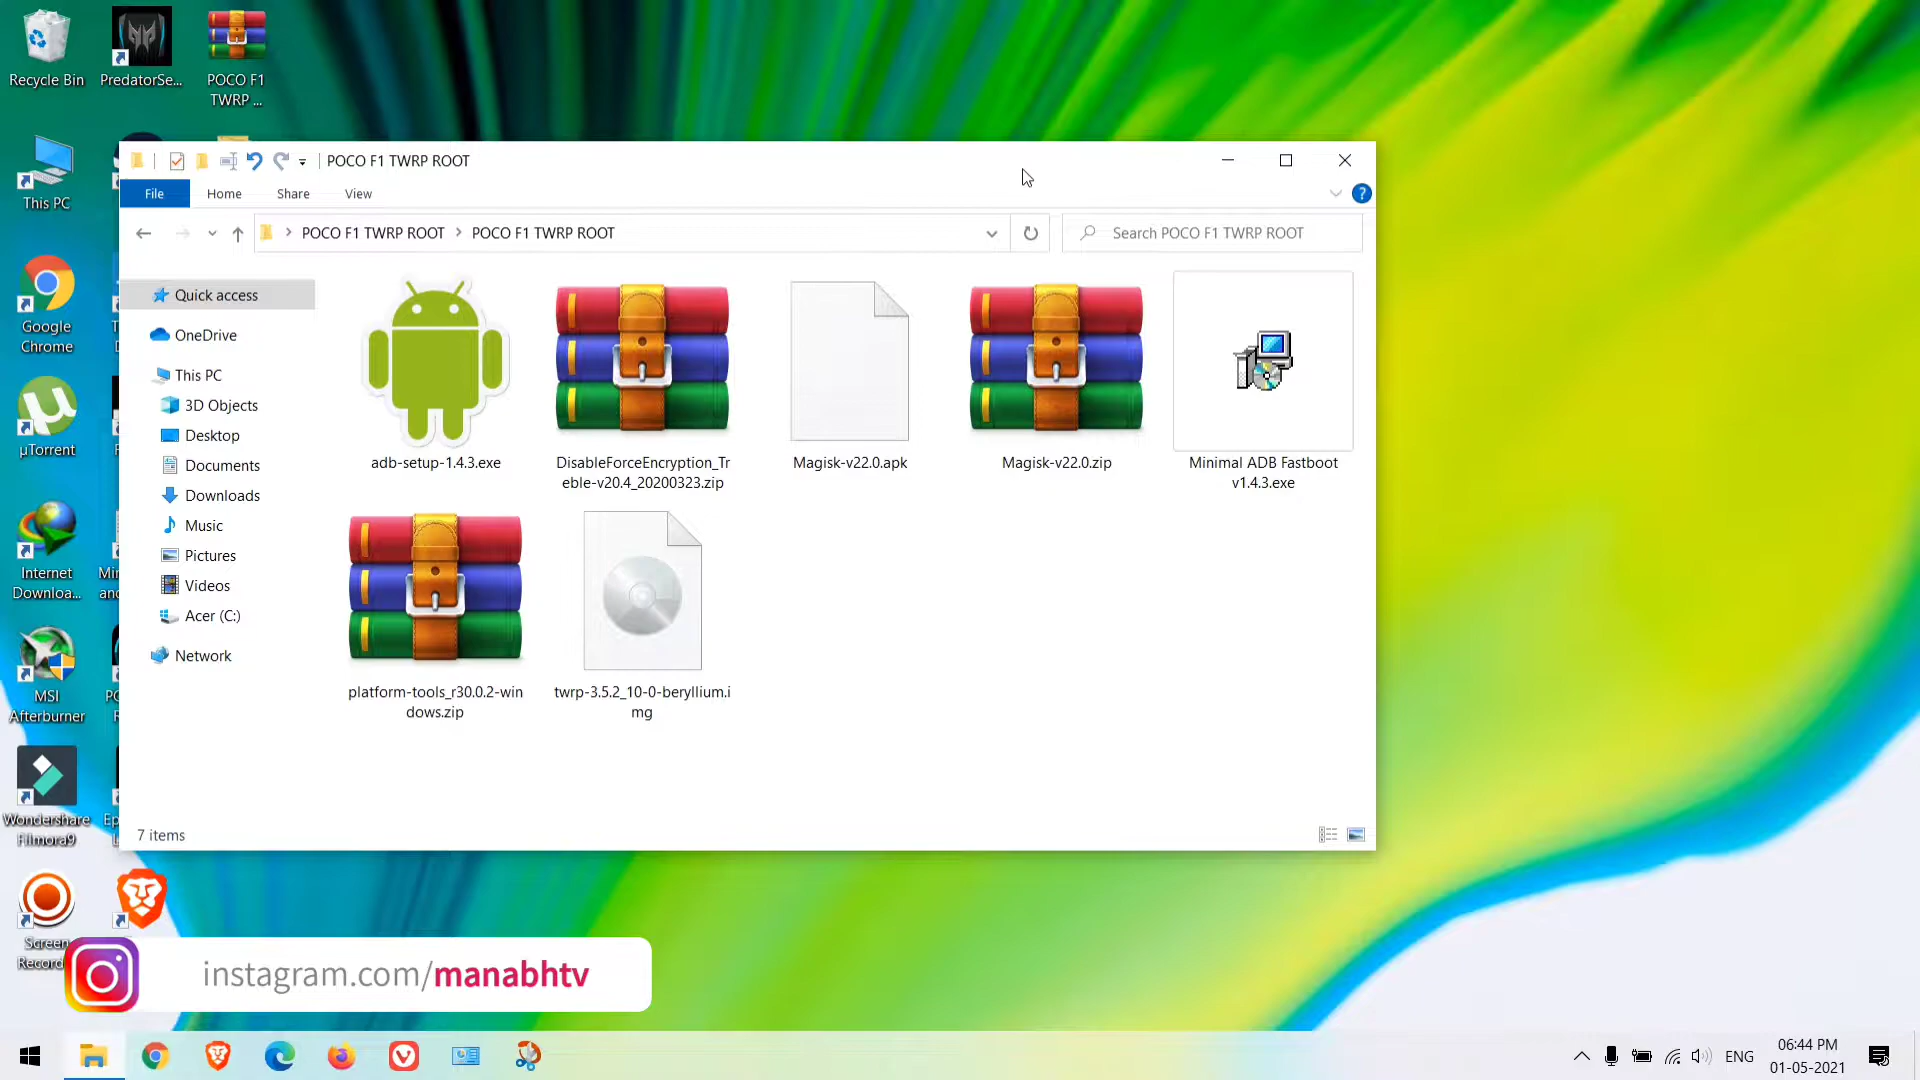 Recycle Bin
PredatorSe...
POCO F1
TWRP ...
This PC
Google
Chrome
µTorrent
Internet
Downloa...
MSI
Afterburner
Wondershare
Filmora9
Screen
POCO F1 TWRP ROOT
File
Home
Share
View
POCO F1 TWRP ROOT
POCO F1 TWRP ROOT
Search POCO F1 TWRP ROOT
Quick access
OneDrive
This PC
3D Objects
Desktop
Documents
Downloads
Music
Pictures
Videos
Acer (C:)
Network
adb-setup-1.4.3.exe
DisableForceEncryption_Tr
eble-v20.4_20200323.zip
Magisk-v22.0.apk
Magisk-v22.0.zip
Minimal ADB Fastboot
v1.4.3.exe
platform-tools_r30.0.2-win
dows.zip
twrp-3.5.2_10-0-beryllium.i
mg
7 items
instagram.com/manabhtv
ENG
06:44 PM
01-05-2021